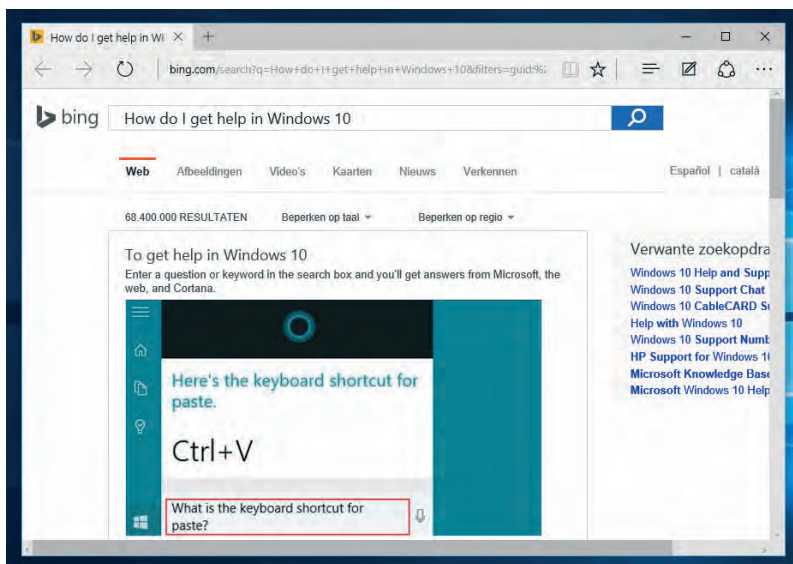 How do I get help in Wi
bing.com/search?q=How+do+I+get+help+in+Windows+10&filters=guid:%
bing
How do I get help in Windows 10
Web Afbeeldingen Video's Kaarten Nieuws Verkennen
Español | català
68.400.000 RESULTATEN Beperken op taal Beperken op regio
To get help in Windows 10
Enter a question or keyword in the search box and you'll get answers from Microsoft, the
web, and Cortana.
Here's the keyboard shortcut for
paste.
Ctrl+V
What is the keyboard shortcut for
paste?
Verwante zoekopdra
Windows 10 Help and Supp
Windows 10 Support Chat
Windows 10 CableCARD Su
Help with Windows 10
Windows 10 Support Numb
HP Support for Windows 10
Microsoft Knowledge Base
Microsoft Windows 10 Help